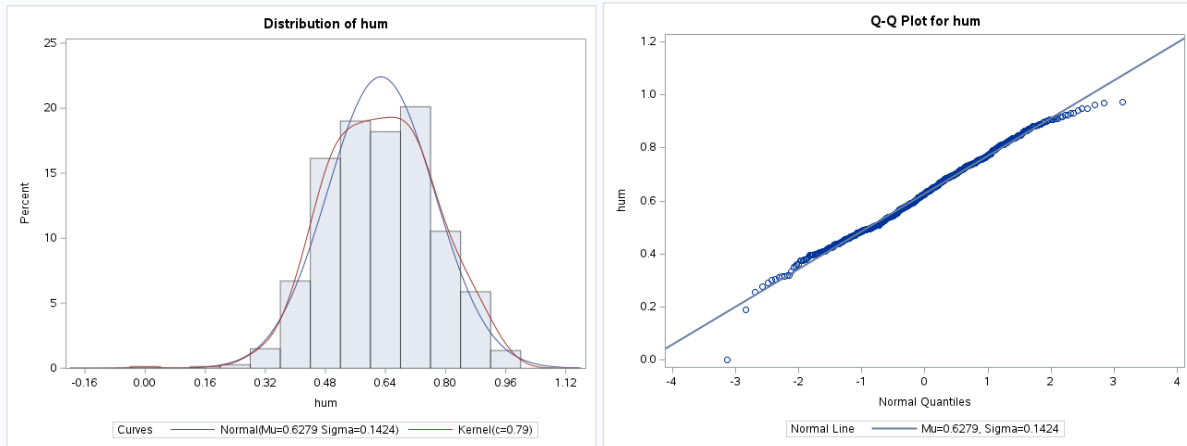 Distribution of hum
25
20
15
10
5
0
Percent
-0.16 0.00 0.16 0.32 0.48 0.64 0.80 0.96 1.12
hum
Curves Normal(Mu=0.6279 Sigma=0.1424) Kernel(c=0.79)
Q-Q Plot for hum
1.2
1.0
0.8
0.6
0.4
0.2
0.0
hum
-4 -3 -2 -1 0 1 2 3 4
Normal Quantiles
Normal Line Mu=0.6279, Sigma=0.1424